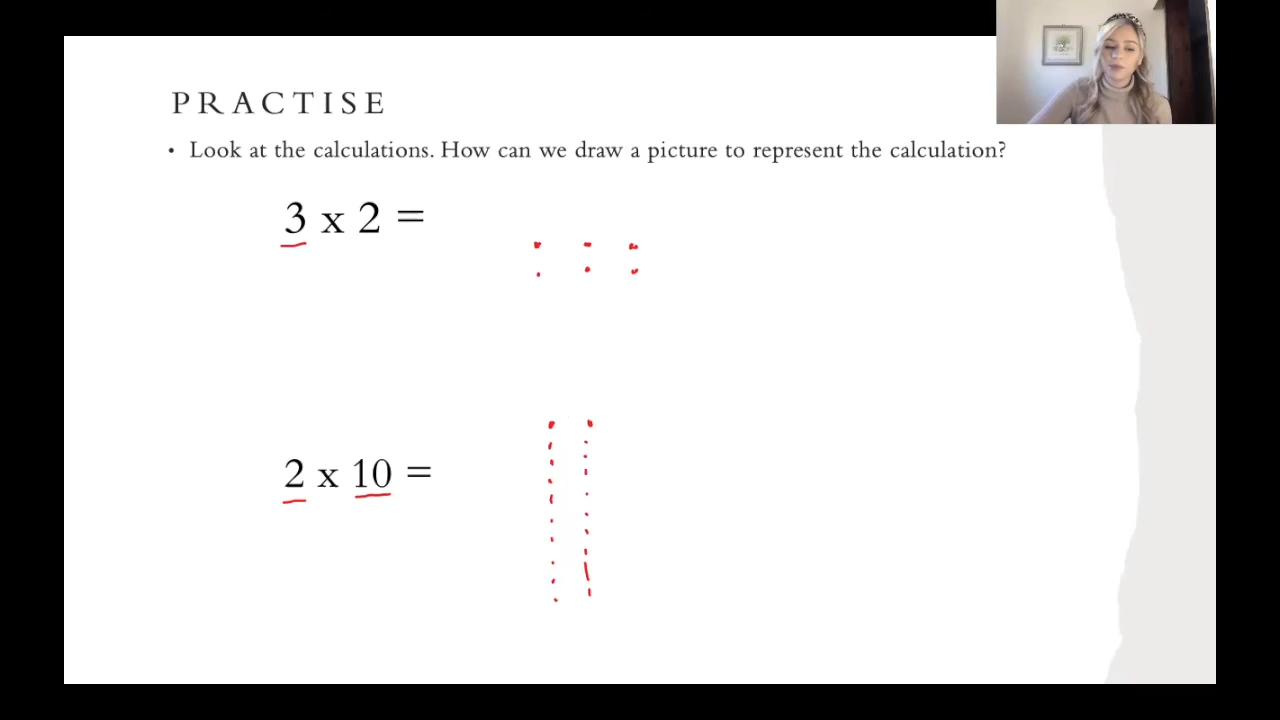 PRACTISE
• Look at the calculations. How can we draw a picture to represent the calculation?
3 x 2 =
2 x 10 =